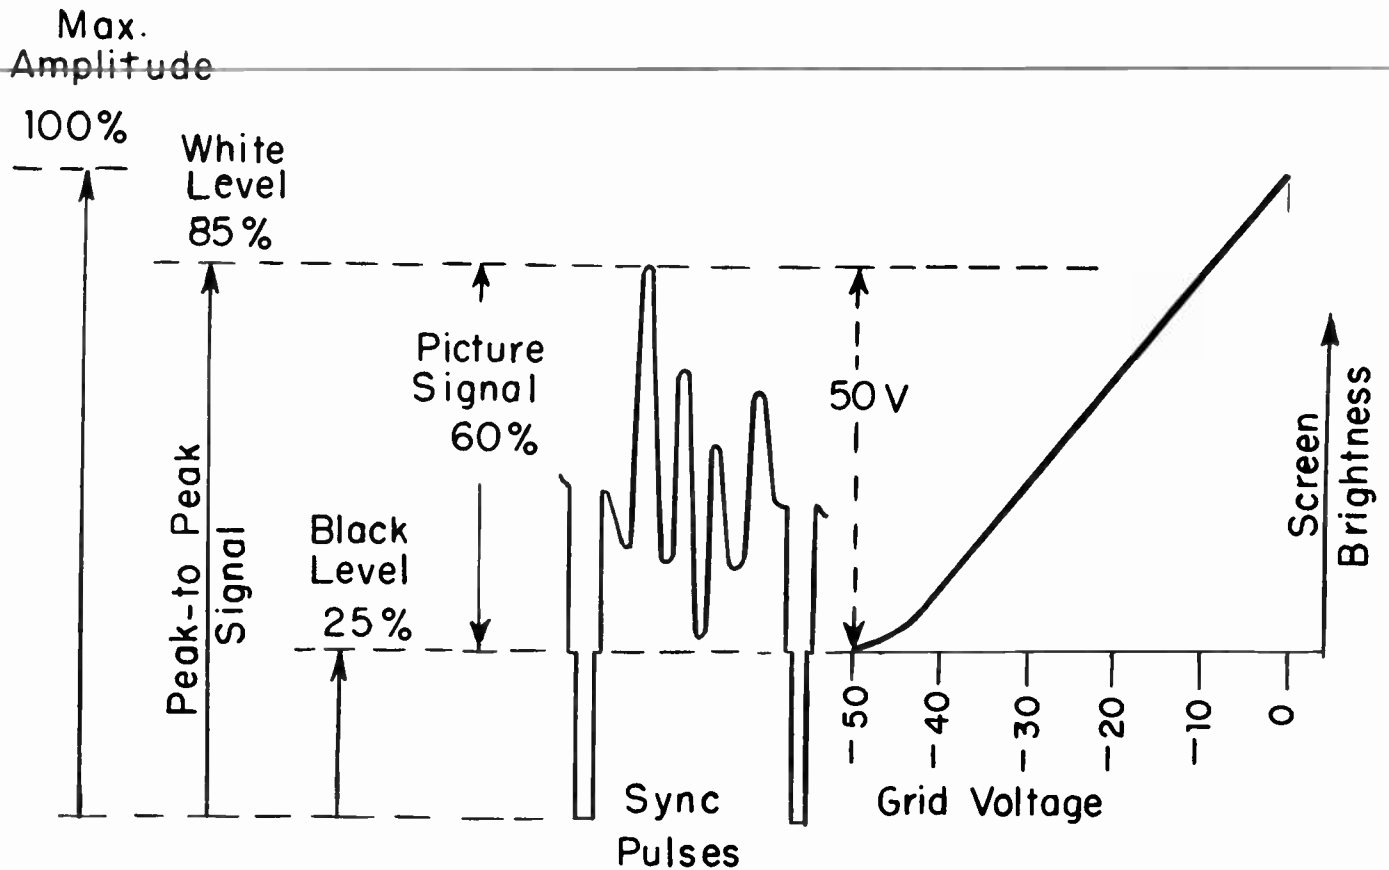 Max.
Amplitude
100%
White
Level
85%
Picture
Signal
60%
50V
Peak-to Peak
Signal
Black
Level
25%
Screen
Brightness
-50
-40
-30
-20
-10
0
Sync
Pulses
Grid Voltage